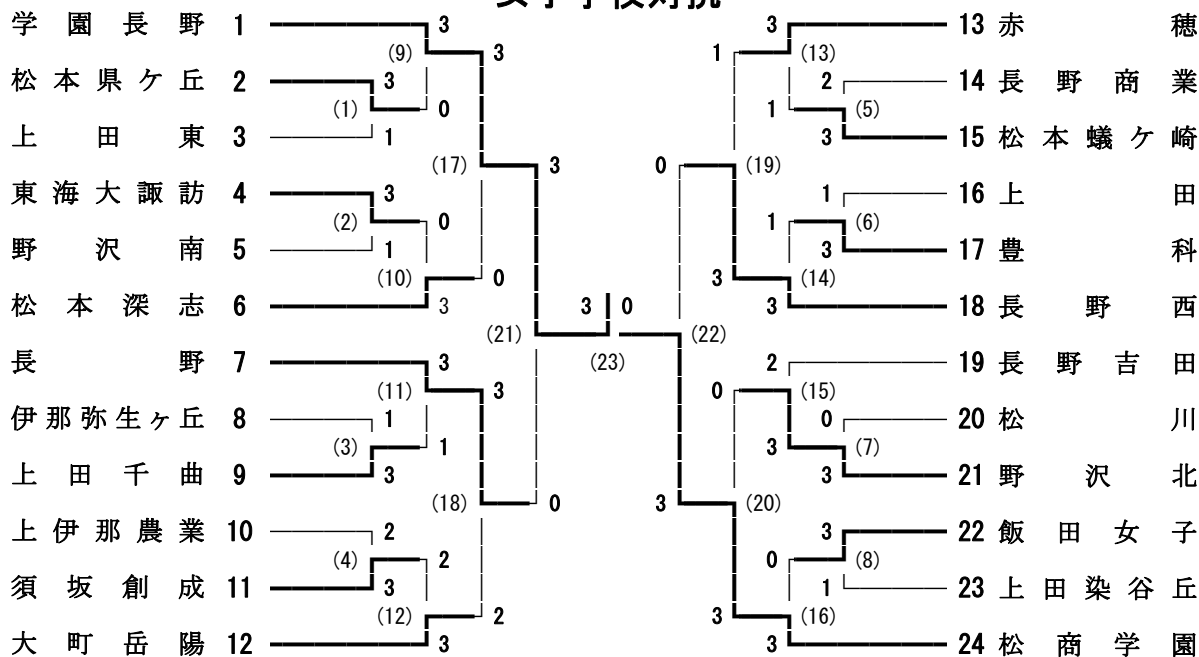 女子学校対抗
学園長野 1 3 3 13 赤穂
(9) 3 1 (13)
松本県ケ丘 2 3 2 14 長野商業
(1) 0 1 (5)
上田東 3 1 3 15 松本蟻ケ崎
(17) 3 0 (19)
東海大諏訪 4 3 1 16 上田
(2) 0 1 (6)
野沢南 5 1 3 17 豊科
(10) 0 3 (14)
松本深志 6 3 3 0 3 18 長野西
(21) (22)
長野 7 3 (23) 2 19 長野吉田
(11) 3 0 (15)
伊那弥生ヶ丘 8 1 0 20 松川
(3) 1 3 (7)
上田千曲 9 3 3 21 野沢北
(18) 0 3 (20)
上伊那農業 10 2 3 22 飯田女子
(4) 2 0 (8)
須坂創成 11 3 1 23 上田染谷丘
(12) 2 3 (16)
大町岳陽 12 3 3 24 松商学園